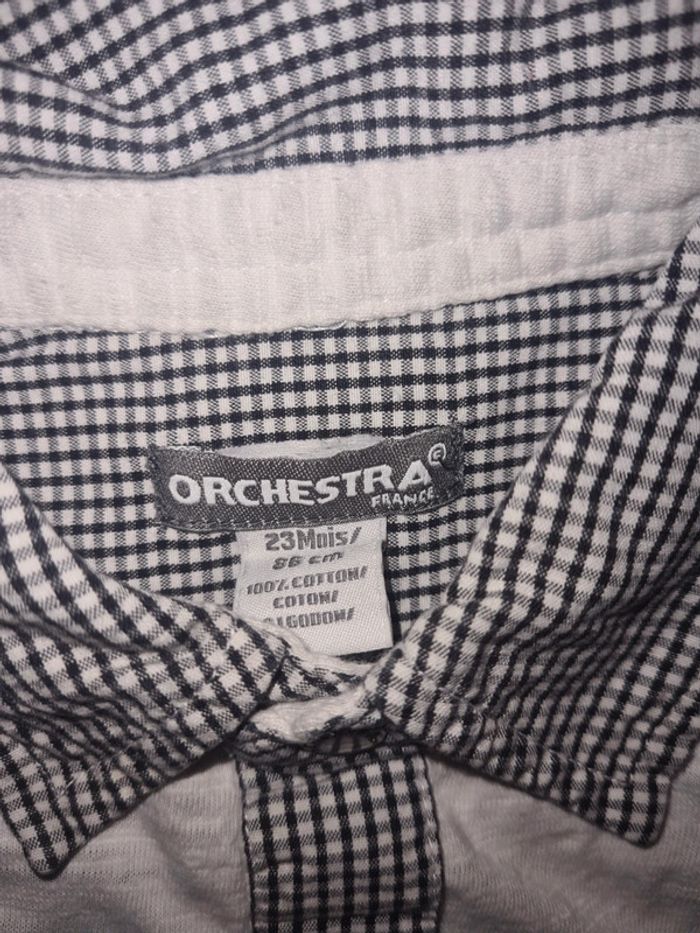 ORCHESTRA®
FRANCE
23Mois/
86 cm
100% COTTON/
COTON/
ALGODON/